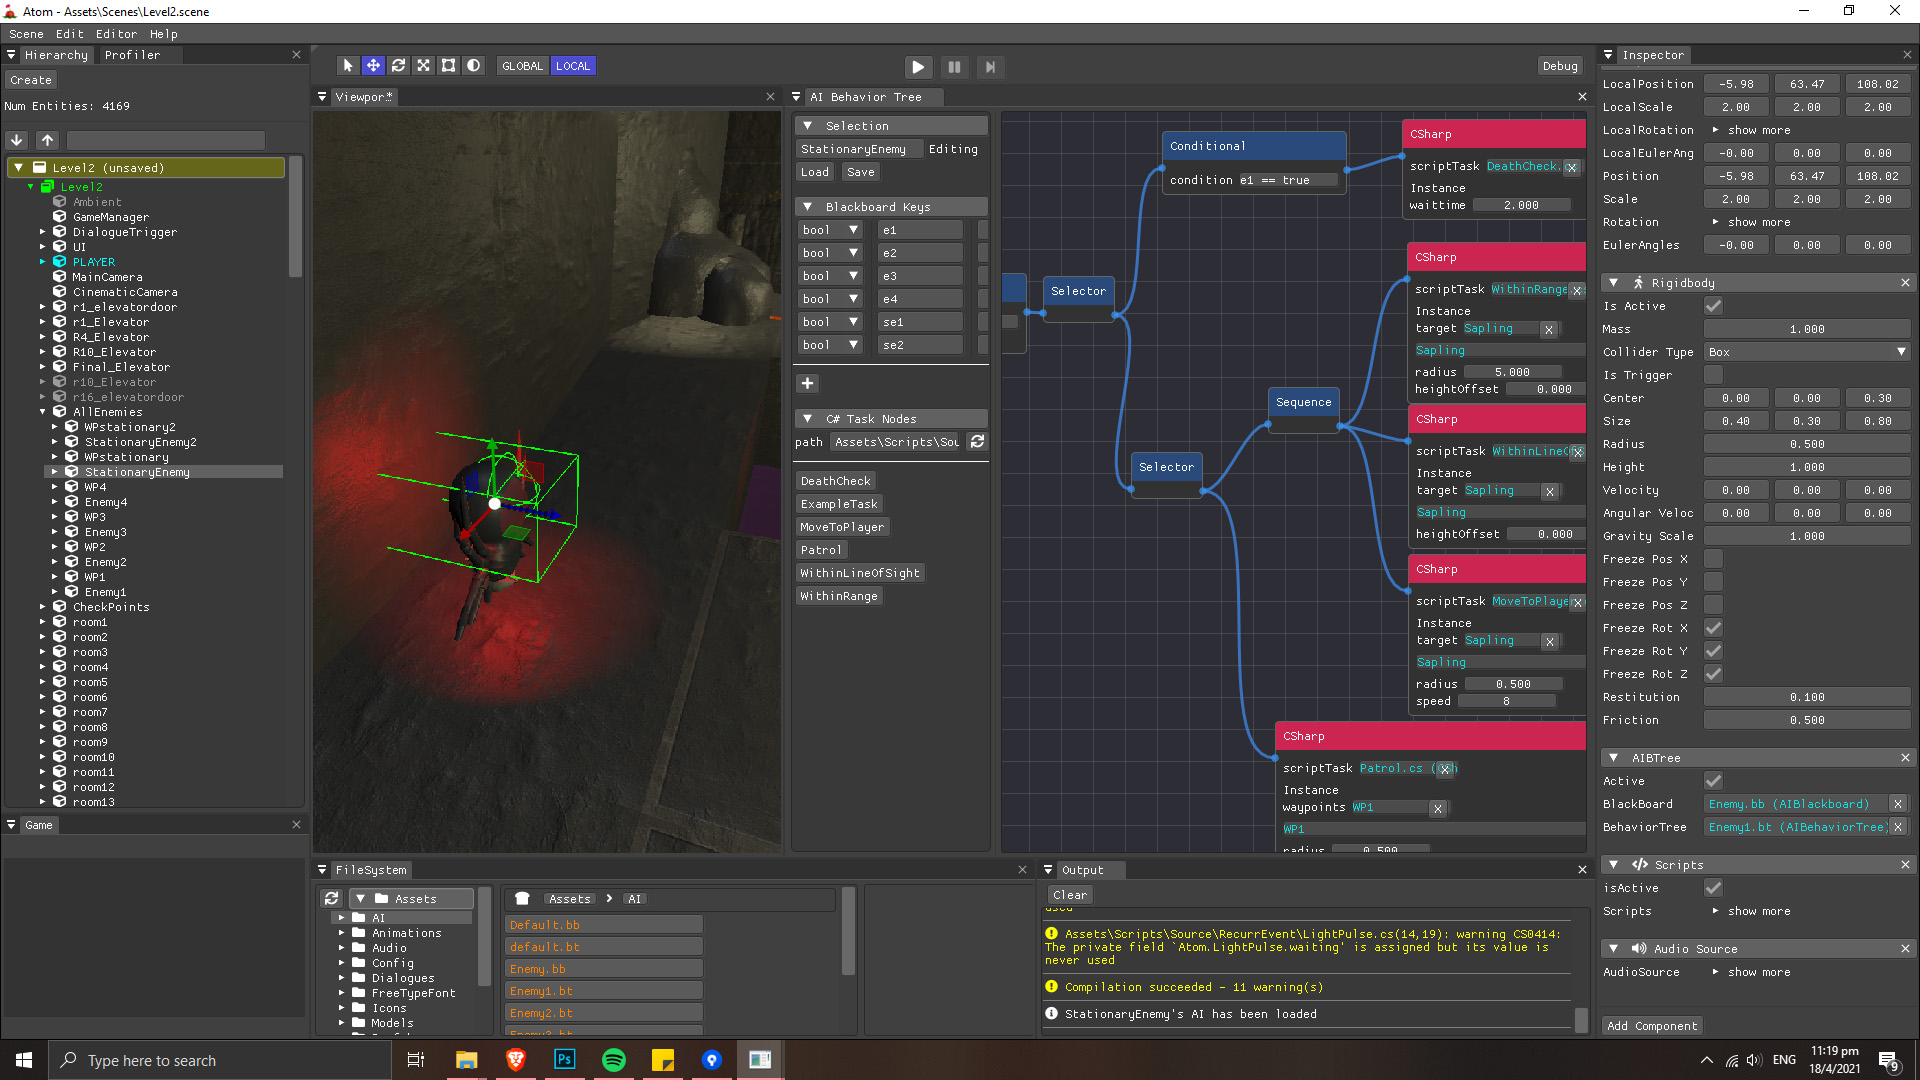 Atom - Assets\Scenes\Level2.scene
Scene Edit Editor Help
Hierarchy Profiler
Create
Num Entities: 4169
Level2 (unsaved)
Level2
Ambient
GameManager
DialogueTrigger
UI
PLAYER
MainCamera
CinematicCamera
r1_elevatordoor
r1_Elevator
R4_Elevator
R10_Elevator
Final_Elevator
r10_Elevator
r16_elevatordoor
AllEnemies
WPstationary2
StationaryEnemy2
WPstationary
StationaryEnemy
WP4
Enemy4
WP3
Enemy3
WP2
Enemy2
WP1
Enemy1
CheckPoints
room1
room2
room3
room4
room5
room6
room7
room8
room9
room10
room11
room12
room13
Game
GLOBAL LOCAL
Debug
Viewpor*
AI Behavior Tree
Selection
StationaryEnemy Editing
Load Save
Blackboard Keys
bool e1
bool e2
bool e3
bool e4
bool se1
bool se2
+
C# Task Nodes
path Assets\Scripts\Sou
DeathCheck
ExampleTask
MoveToPlayer
Patrol
WithinLineOfSight
WithinRange
Selector
Conditional
condition e1 == true
CSharp
scriptTask DeathCheck. x
Instance
waittime 2.000
CSharp
scriptTask WithinRange. x
Instance
target Sapling x
Sapling
radius 5.000
heightOffset 0.000
Sequence
Selector
CSharp
scriptTask WithinLineO x
Instance
target Sapling x
Sapling
heightOffset 0.000
CSharp
scriptTask MoveToPlaye x
Instance
target Sapling x
Sapling
radius 0.500
speed 8
CSharp
scriptTask Patrol.cs x
Instance
waypoints WP1 x
WP1
radius 0.500
Inspector
LocalPosition -5.98 63.47 108.02
LocalScale 2.00 2.00 2.00
LocalRotation show more
LocalEulerAng -0.00 0.00 0.00
Position -5.98 63.47 108.02
Scale 2.00 2.00 2.00
Rotation show more
EulerAngles -0.00 0.00 0.00
Rigidbody
Is Active
Mass 1.000
Collider Type Box
Is Trigger
Center 0.00 0.00 0.30
Size 0.40 0.30 0.80
Radius 0.500
Height 1.000
Velocity 0.00 0.00 0.00
Angular Veloc 0.00 0.00 0.00
Gravity Scale 1.000
Freeze Pos X
Freeze Pos Y
Freeze Pos Z
Freeze Rot X
Freeze Rot Y
Freeze Rot Z
Restitution 0.100
Friction 0.500
AIBTree
Active
BlackBoard Enemy.bb (AIBlackboard) x
BehaviorTree Enemy1.bt (AIBehaviorTree) x
Scripts
isActive
Scripts show more
Audio Source
AudioSource show more
Add Component
FileSystem
Assets
AI
Animations
Audio
Config
Dialogues
FreeTypeFont
Icons
Models
Assets > AI
Default.bb
default.bt
Enemy.bb
Enemy1.bt
Enemy2.bt
Enemy3.bt
Output
Clear
used
Assets\Scripts\Source\RecurrEvent\LightPulse.cs(14,19): warning CS0414:
The private field `Atom.LightPulse.waiting' is assigned but its value is
never used
Compilation succeeded - 11 warning(s)
StationaryEnemy's AI has been loaded
Type here to search
Ps
ENG
11:19 pm
18/4/2021
9